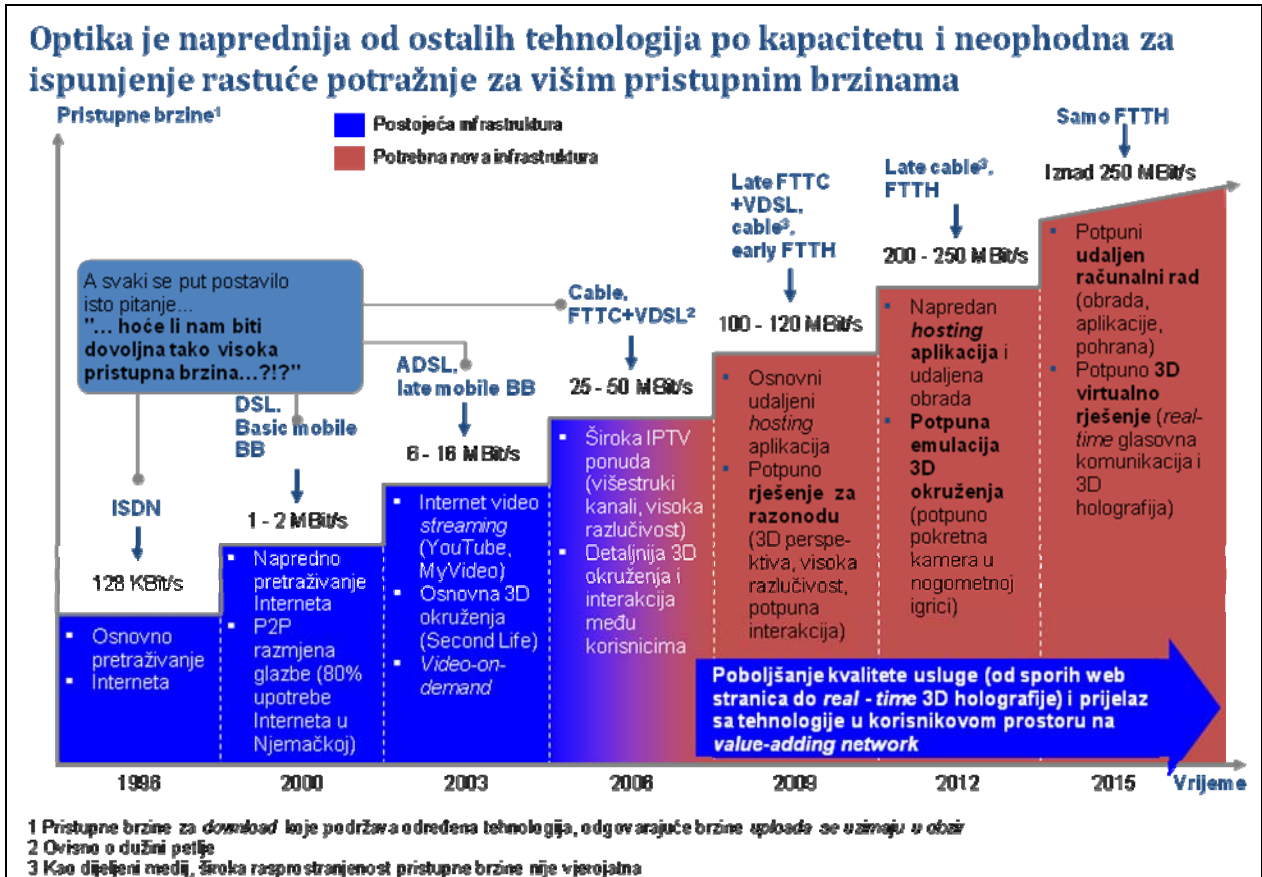 Optika je naprednija od ostalih tehnologija po kapacitetu i neophodna za
ispunjenje rastuće potražnje za višim pristupnim brzinama
Pristupne brzine¹
Postojeća infrastruktura
Potrebna nova infrastruktura
A svaki se put postavilo
isto pitanje...
"... hoće li nam biti
dovoljna tako visoka
pristupna brzina...?!?"
ISDN
128 KBit/s
Osnovno
pretraživanje
Interneta
1996
DSL,
Basic mobile
BB
1 - 2 MBit/s
Napredno
pretraživanje
Interneta
P2P
razmjena
glazbe (80%
upotrebe
Interneta u
Njemačkoj)
2000
ADSL,
late mobile BB
6 - 16 MBit/s
Internet video
streaming
(YouTube,
MyVideo)
Osnovna 3D
okruženja
(Second Life)
Video-on-
demand
2003
Cable,
FTTC+VDSL²
25 - 50 MBit/s
Široka IPTV
ponuda
(višestruki
kanali, visoka
razlučivost)
Detaljnija 3D
okruženja i
interakcija
među
korisnicima
2006
Late FTTC
+VDSL,
cable³,
early FTTH
100 - 120 MBit/s
Osnovni
udaljeni
hosting
aplikacija
Potpuno
rješenje za
razonodu
(3D perspe-
ktiva, visoka
razlučivost,
potpuna
interakcija)
2009
Late cable³,
FTTH
200 - 250 MBit/s
Napredan
hosting
aplikacija i
udaljena
obrada
Potpuna
emulacija
3D
okruženja
(potpuno
pokretna
kamera u
nogometnoj
igrici)
2012
Samo FTTH
Iznad 250 MBit/s
Potpuni
udaljen
računalni rad
(obrada,
aplikacije,
pohrana)
Potpuno 3D
virtualno
rješenje (real-
time glasovna
komunikacija i
3D
holografija)
2015
Vrijeme
Poboljšanje kvalitete usluge (od sporih web
stranica do real - time 3D holografije) i prijelaz
sa tehnologije u korisnikovom prostoru na
value-adding network
1 Pristupne brzine za download koje podržava određena tehnologija, odgovarajuće brzine uploada se uzimaju u obzir
2 Ovisno o dužini petlje
3 Kao dijeljeni medij, široka rasprostranjenost pristupne brzine nije vjerojatna